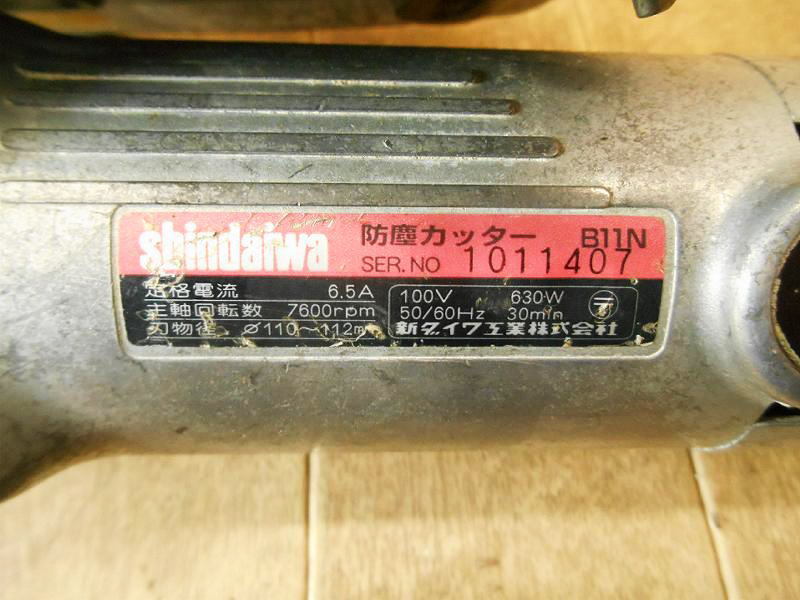 shindaiwa 防塵カッター B11N
SER.NO 1011407
定格電流 6.5A
主軸回転数 7600rpm
刃物径 Ø110～112m
100V 630W
50/60Hz 30min
新ダイワ工業株式会社